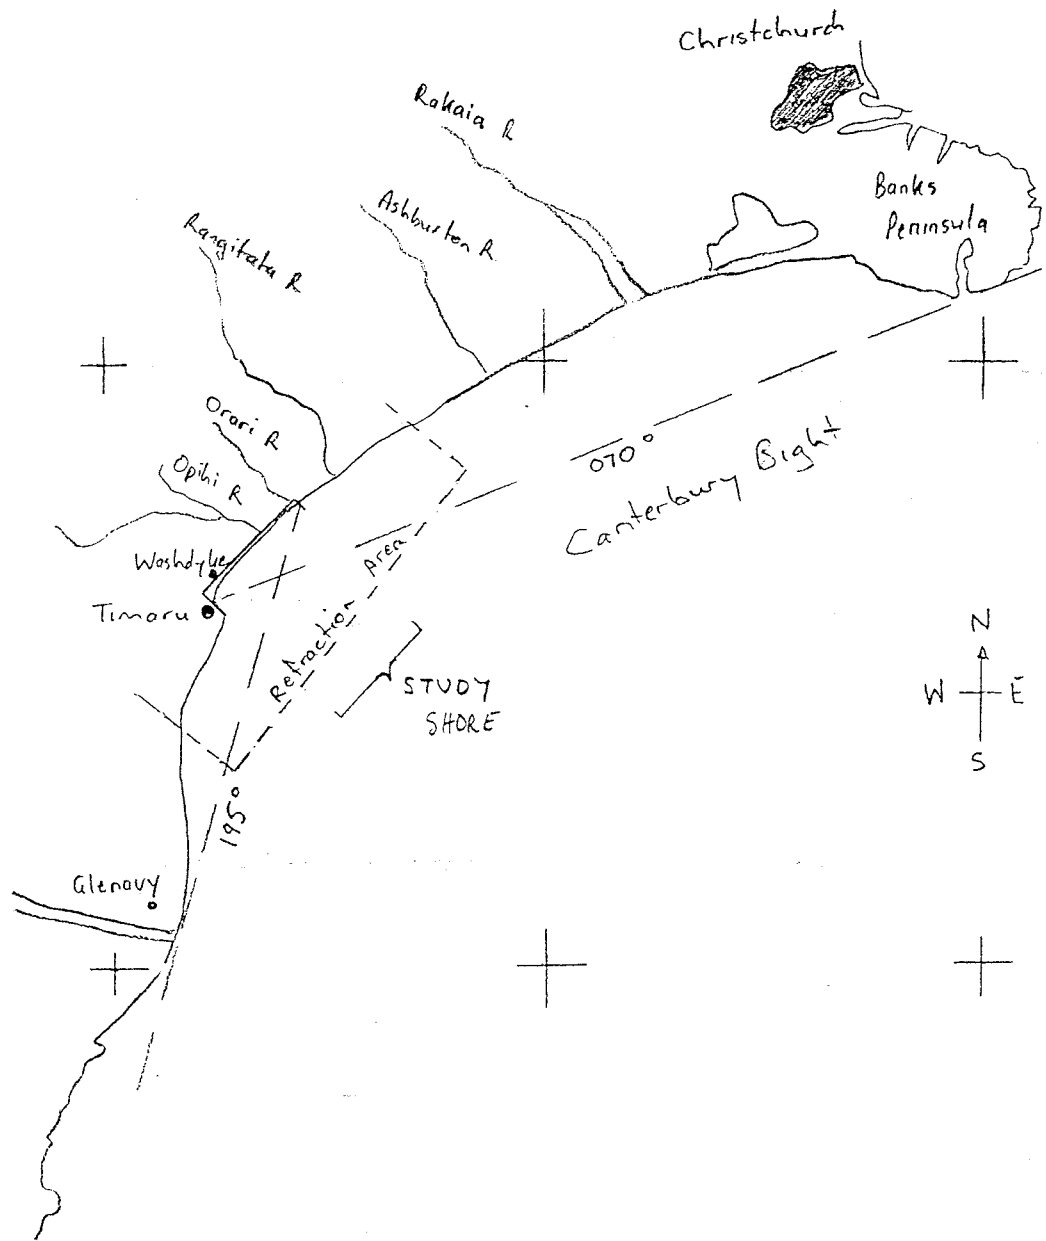 Christchurch
Rakaia R
Banks
Peninsula
Ashburton R
Rangitata R
Orari R
Opihi R
070°
Canterbury Bight
Washdyke
Area
Timaru
Refraction
STUDY
SHORE
N
W
E
S
195°
Glenavy